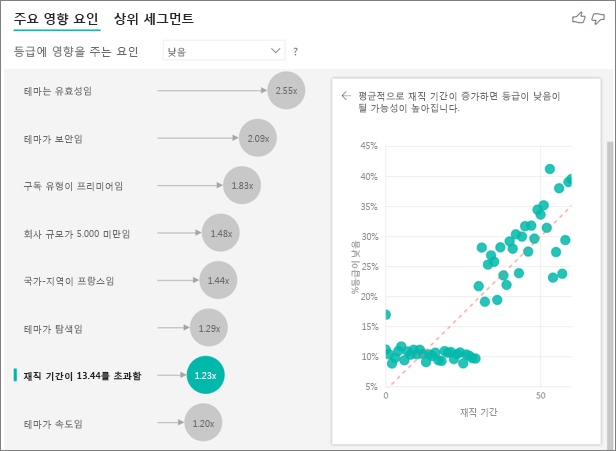 주요 영향 요인 상위 세그먼트
등급에 영향을 주는 요인 낮음 ?
테마는 유효성임 2.55x
테마가 보안임 2.09x
구독 유형이 프리미어임 1.83x
회사 규모가 5.000 미만임 1.48x
국가-지역이 프랑스임 1.44x
테마가 탐색임 1.29x
재직 기간이 13.44를 초과함 1.23x
테마가 속도임 1.20x
평균적으로 재직 기간이 증가하면 등급이 낮음이
될 가능성이 높아집니다.
45%
40%
35%
30%
25%
20%
15%
10%
5%
%등급이 낮음
0 50
재직 기간